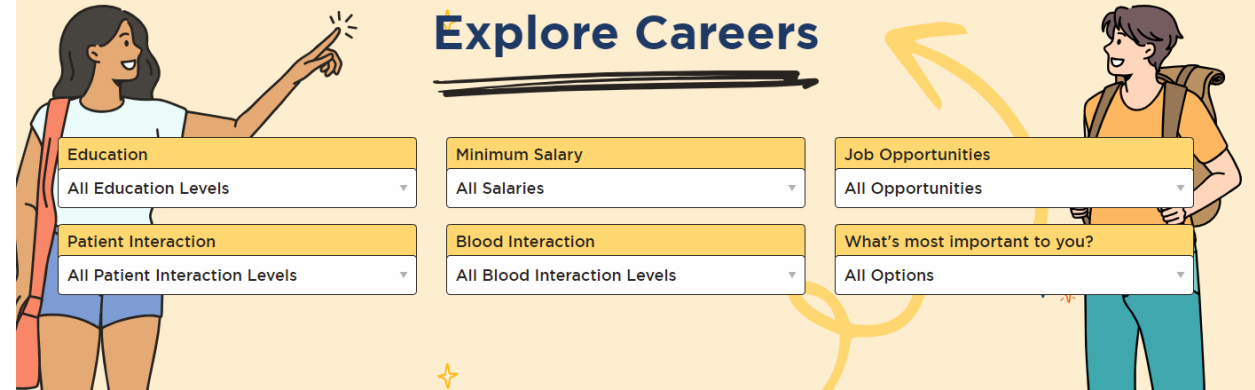 Explore Careers
Education
All Education Levels
Minimum Salary
All Salaries
Job Opportunities
All Opportunities
Patient Interaction
All Patient Interaction Levels
Blood Interaction
All Blood Interaction Levels
What's most important to you?
All Options